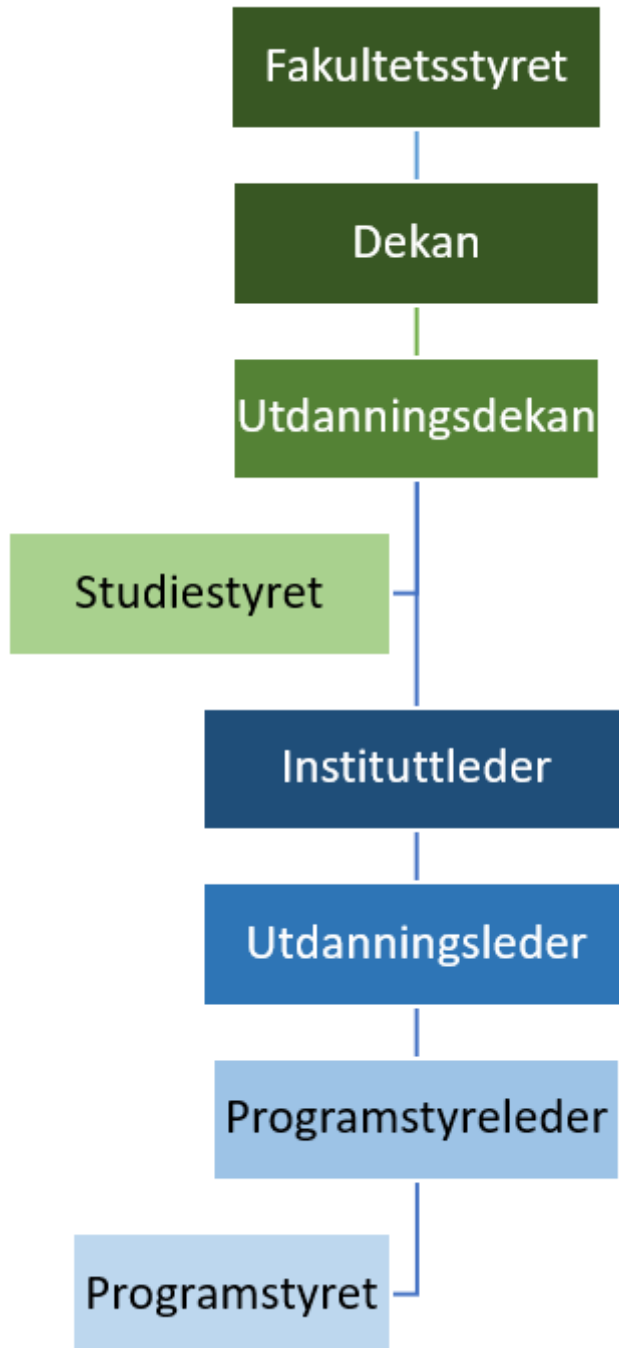 Fakultetsstyret
Dekan
Utdanningsdekan
Studiestyret
Instituttleder
Utdanningsleder
Programstyreleder
Programstyret